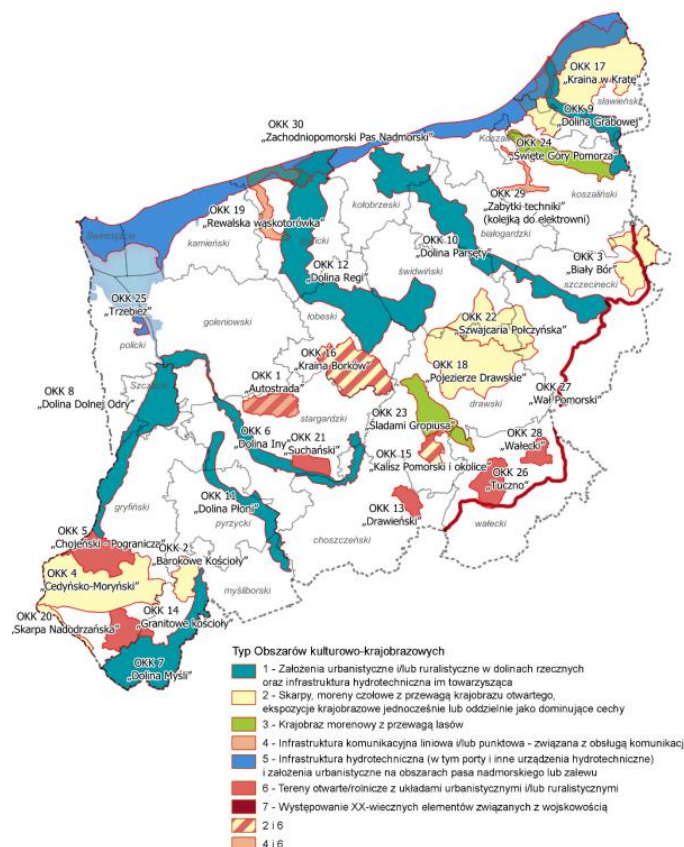 OKK 17
„Kraina w Kratę”
sławieński
OKK 9
„Dolina Grabowej”
OKK 30
„Zachodniopomorski Pas Nadmorski”
Koszalin
OKK 24
„Święte Góry Pomorza”
koszaliński
OKK 29
„Zabytki techniki”
(kolejką do elektrowni)
białogardzki
OKK 19
„Rewalska wąskotorówka”
kołobrzeski
gryficki
kamieński
Świnoujście
OKK 10
„Dolina Parsęty”
OKK 3
„Biały Bór”
szczecinecki
OKK 12
„Dolina Regi”
świdwiński
OKK 25
„Trzebież”
policki
goleniowski
łobeski
OKK 22
„Szwajcaria Połczyńska”
OKK 16
„Kraina Borków”
OKK 18
„Pojezierze Drawskie”
OKK 8
„Dolina Dolnej Odry”
Szczecin
OKK 1
„Autostrada”
stargardzki
drawski
OKK 27
„Wał Pomorski”
OKK 23
„Śladami Gropiusa”
OKK 6
„Dolina Iny”
OKK 21
„Suchański”
OKK 28
„Wałecki”
OKK 15
„Kalisz Pomorski i okolice”
OKK 26
„Tuczno”
OKK 11
„Dolina Płoni”
pyrzycki
OKK 13
„Drawieński”
gryfiński
wałecki
choszczeński
OKK 5
„Chojeński - Pogranicza”
OKK 2
„Barokowe Kościoły”
OKK 4
„Cedyńsko-Moryński”
myśliborski
OKK 20
„Skarpa Nadodrzańska”
OKK 14
„Granitowe kościoły”
OKK 7
„Dolina Myśli”
Typ Obszarów kulturowo-krajobrazowych
1 - Założenia urbanistyczne i/lub ruralistyczne w dolinach rzecznych
oraz infrastruktura hydrotechniczna im towarzysząca
2 - Skarpy, moreny czołowe z przewagą krajobrazu otwartego,
ekspozycje krajobrazowe jednocześnie lub oddzielnie jako dominujące cechy
3 - Krajobraz morenowy z przewagą lasów
4 - Infrastruktura komunikacyjna liniowa i/lub punktowa - związana z obsługą komunikacj
5 - Infrastruktura hydrotechniczna (w tym porty i inne urządzenia hydrotechniczne)
i założenia urbanistyczne na obszarach pasa nadmorskiego lub zalewu
6 - Tereny otwarte/rolnicze z układami urbanistycznymi i/lub ruralistycznymi
7 - Występowanie XX-wiecznych elementów związanych z wojskowością
2 i 6
4 i 6